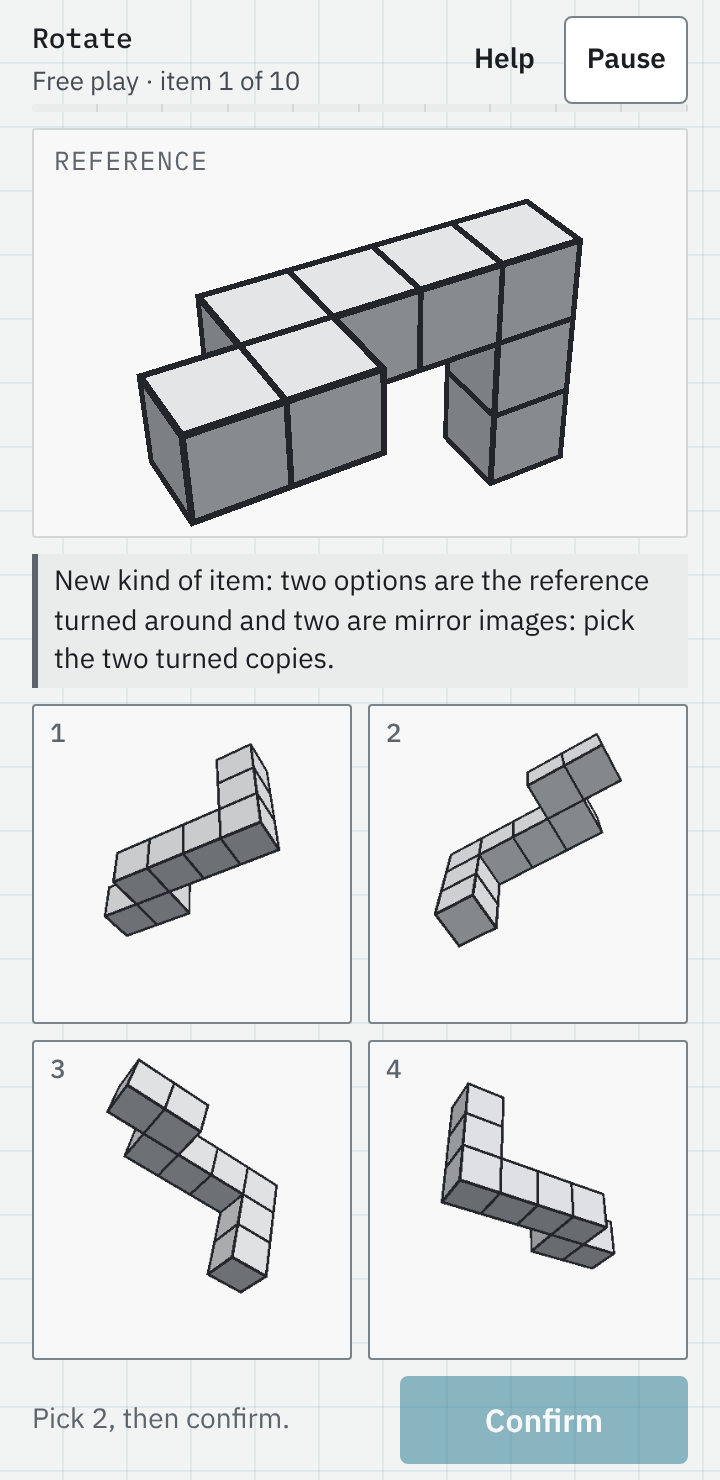 Rotate
Free play · item 1 of 10
Help
Pause
REFERENCE
New kind of item: two options are the reference
turned around and two are mirror images: pick
the two turned copies.
1
2
3
4
Pick 2, then confirm.
Confirm